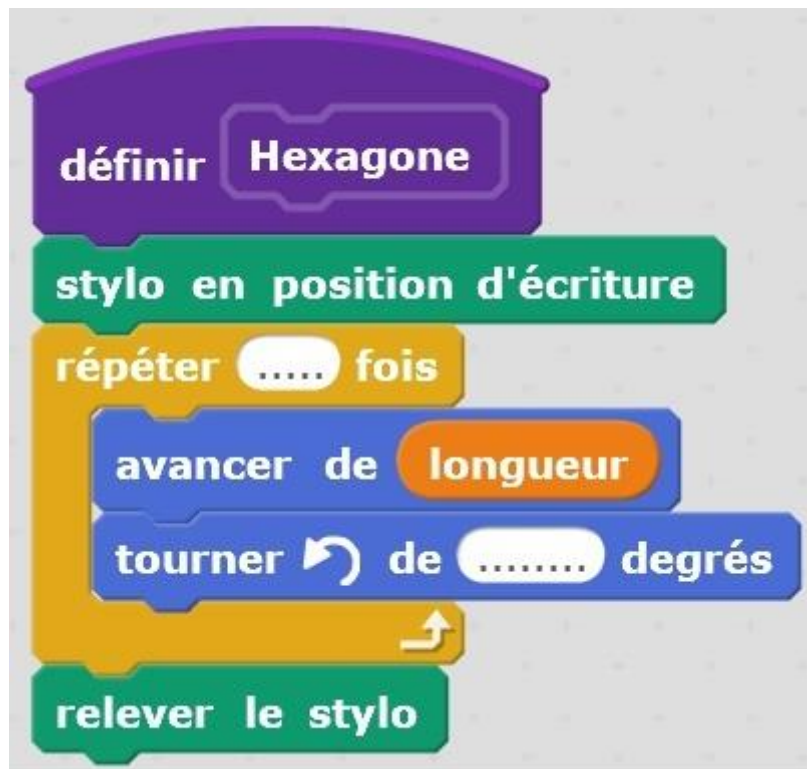 définir Hexagone
stylo en position d'écriture
répéter ..... fois
avancer de longueur
tourner de ........ degrés
relever le stylo